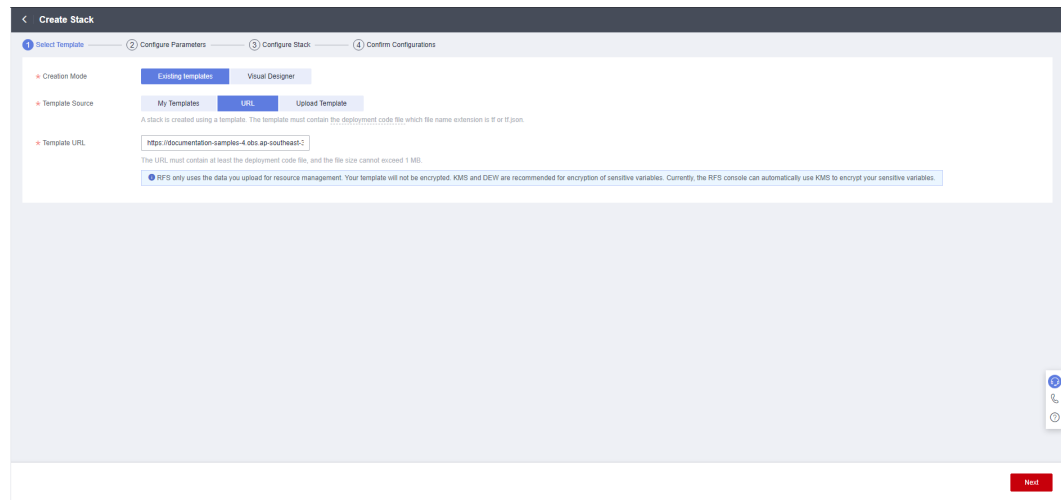 < Create Stack
1 Select Template 2 Configure Parameters 3 Configure Stack 4 Confirm Configurations
* Creation Mode Existing templates Visual Designer
* Template Source My Templates URL Upload Template
A stack is created using a template. The template must contain the deployment code file which file name extension is tf or tf.json.
* Template URL https://documentation-samples-4.obs.ap-southeast-3
The URL must contain at least the deployment code file, and the file size cannot exceed 1 MB.
RFS only uses the data you upload for resource management. Your template will not be encrypted. KMS and DEW are recommended for encryption of sensitive variables. Currently, the RFS console can automatically use KMS to encrypt your sensitive variables.
Next